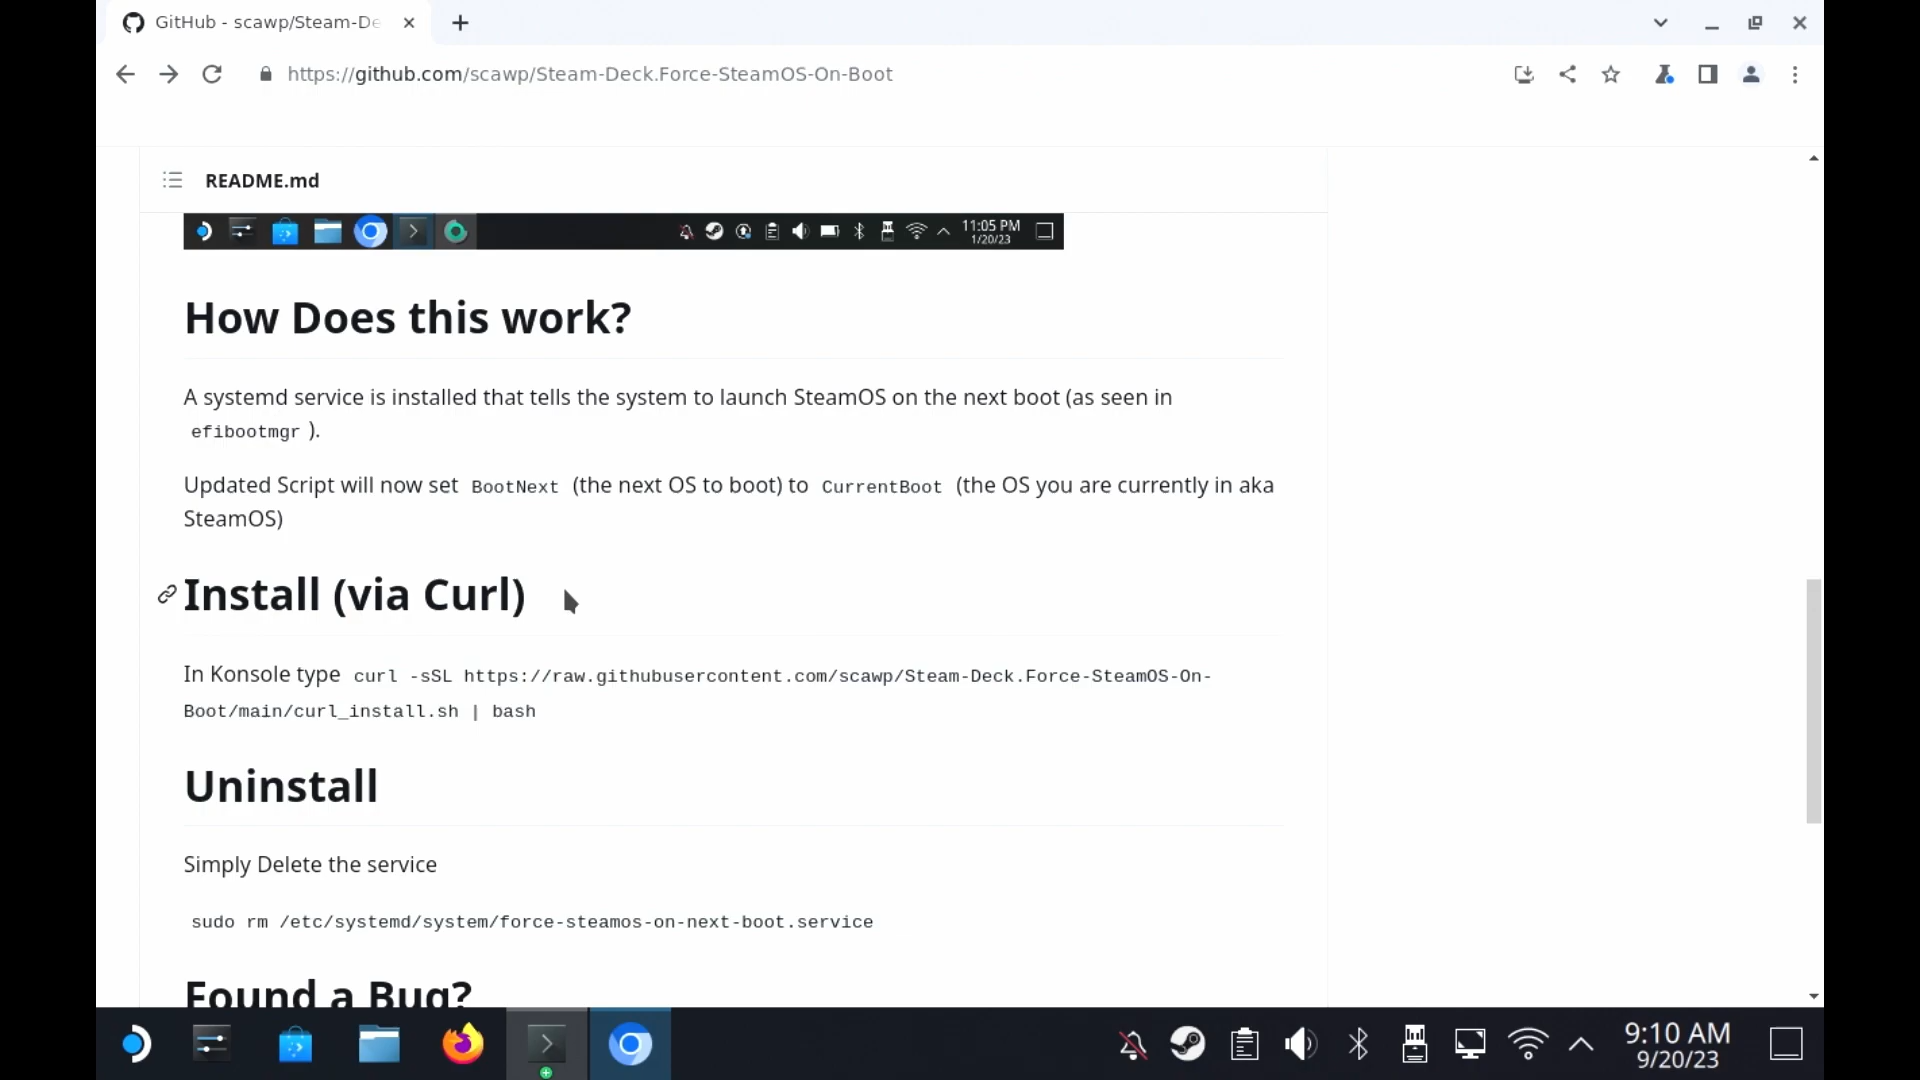 GitHub - scawp/Steam-De
https://github.com/scawp/Steam-Deck.Force-SteamOS-On-Boot
README.md
11:05 PM
1/20/23
How Does this work?
A systemd service is installed that tells the system to launch SteamOS on the next boot (as seen in
efibootmgr ).
Updated Script will now set BootNext (the next OS to boot) to CurrentBoot (the OS you are currently in aka
SteamOS)
Install (via Curl)
In Konsole type curl -sSL https://raw.githubusercontent.com/scawp/Steam-Deck.Force-SteamOS-On-
Boot/main/curl_install.sh | bash
Uninstall
Simply Delete the service
sudo rm /etc/systemd/system/force-steamos-on-next-boot.service
Found a Bug?
9:10 AM
9/20/23